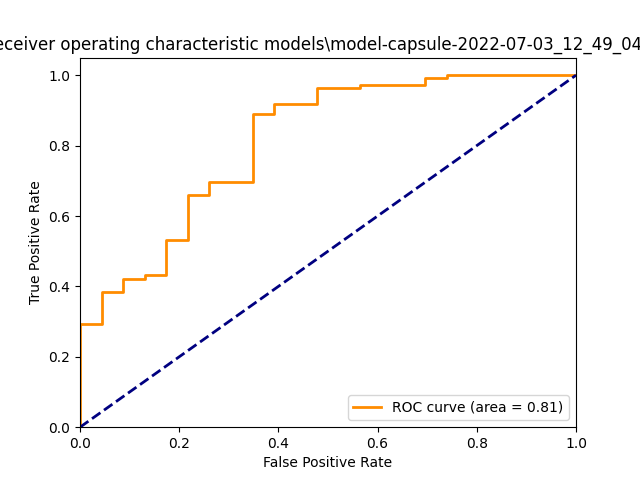 eceiver operating characteristic models\model-capsule-2022-07-03_12_49_04
1.0
0.8
0.6
0.4
0.2
0.0
True Positive Rate
ROC curve (area = 0.81)
0.0 0.2 0.4 0.6 0.8 1.0
False Positive Rate